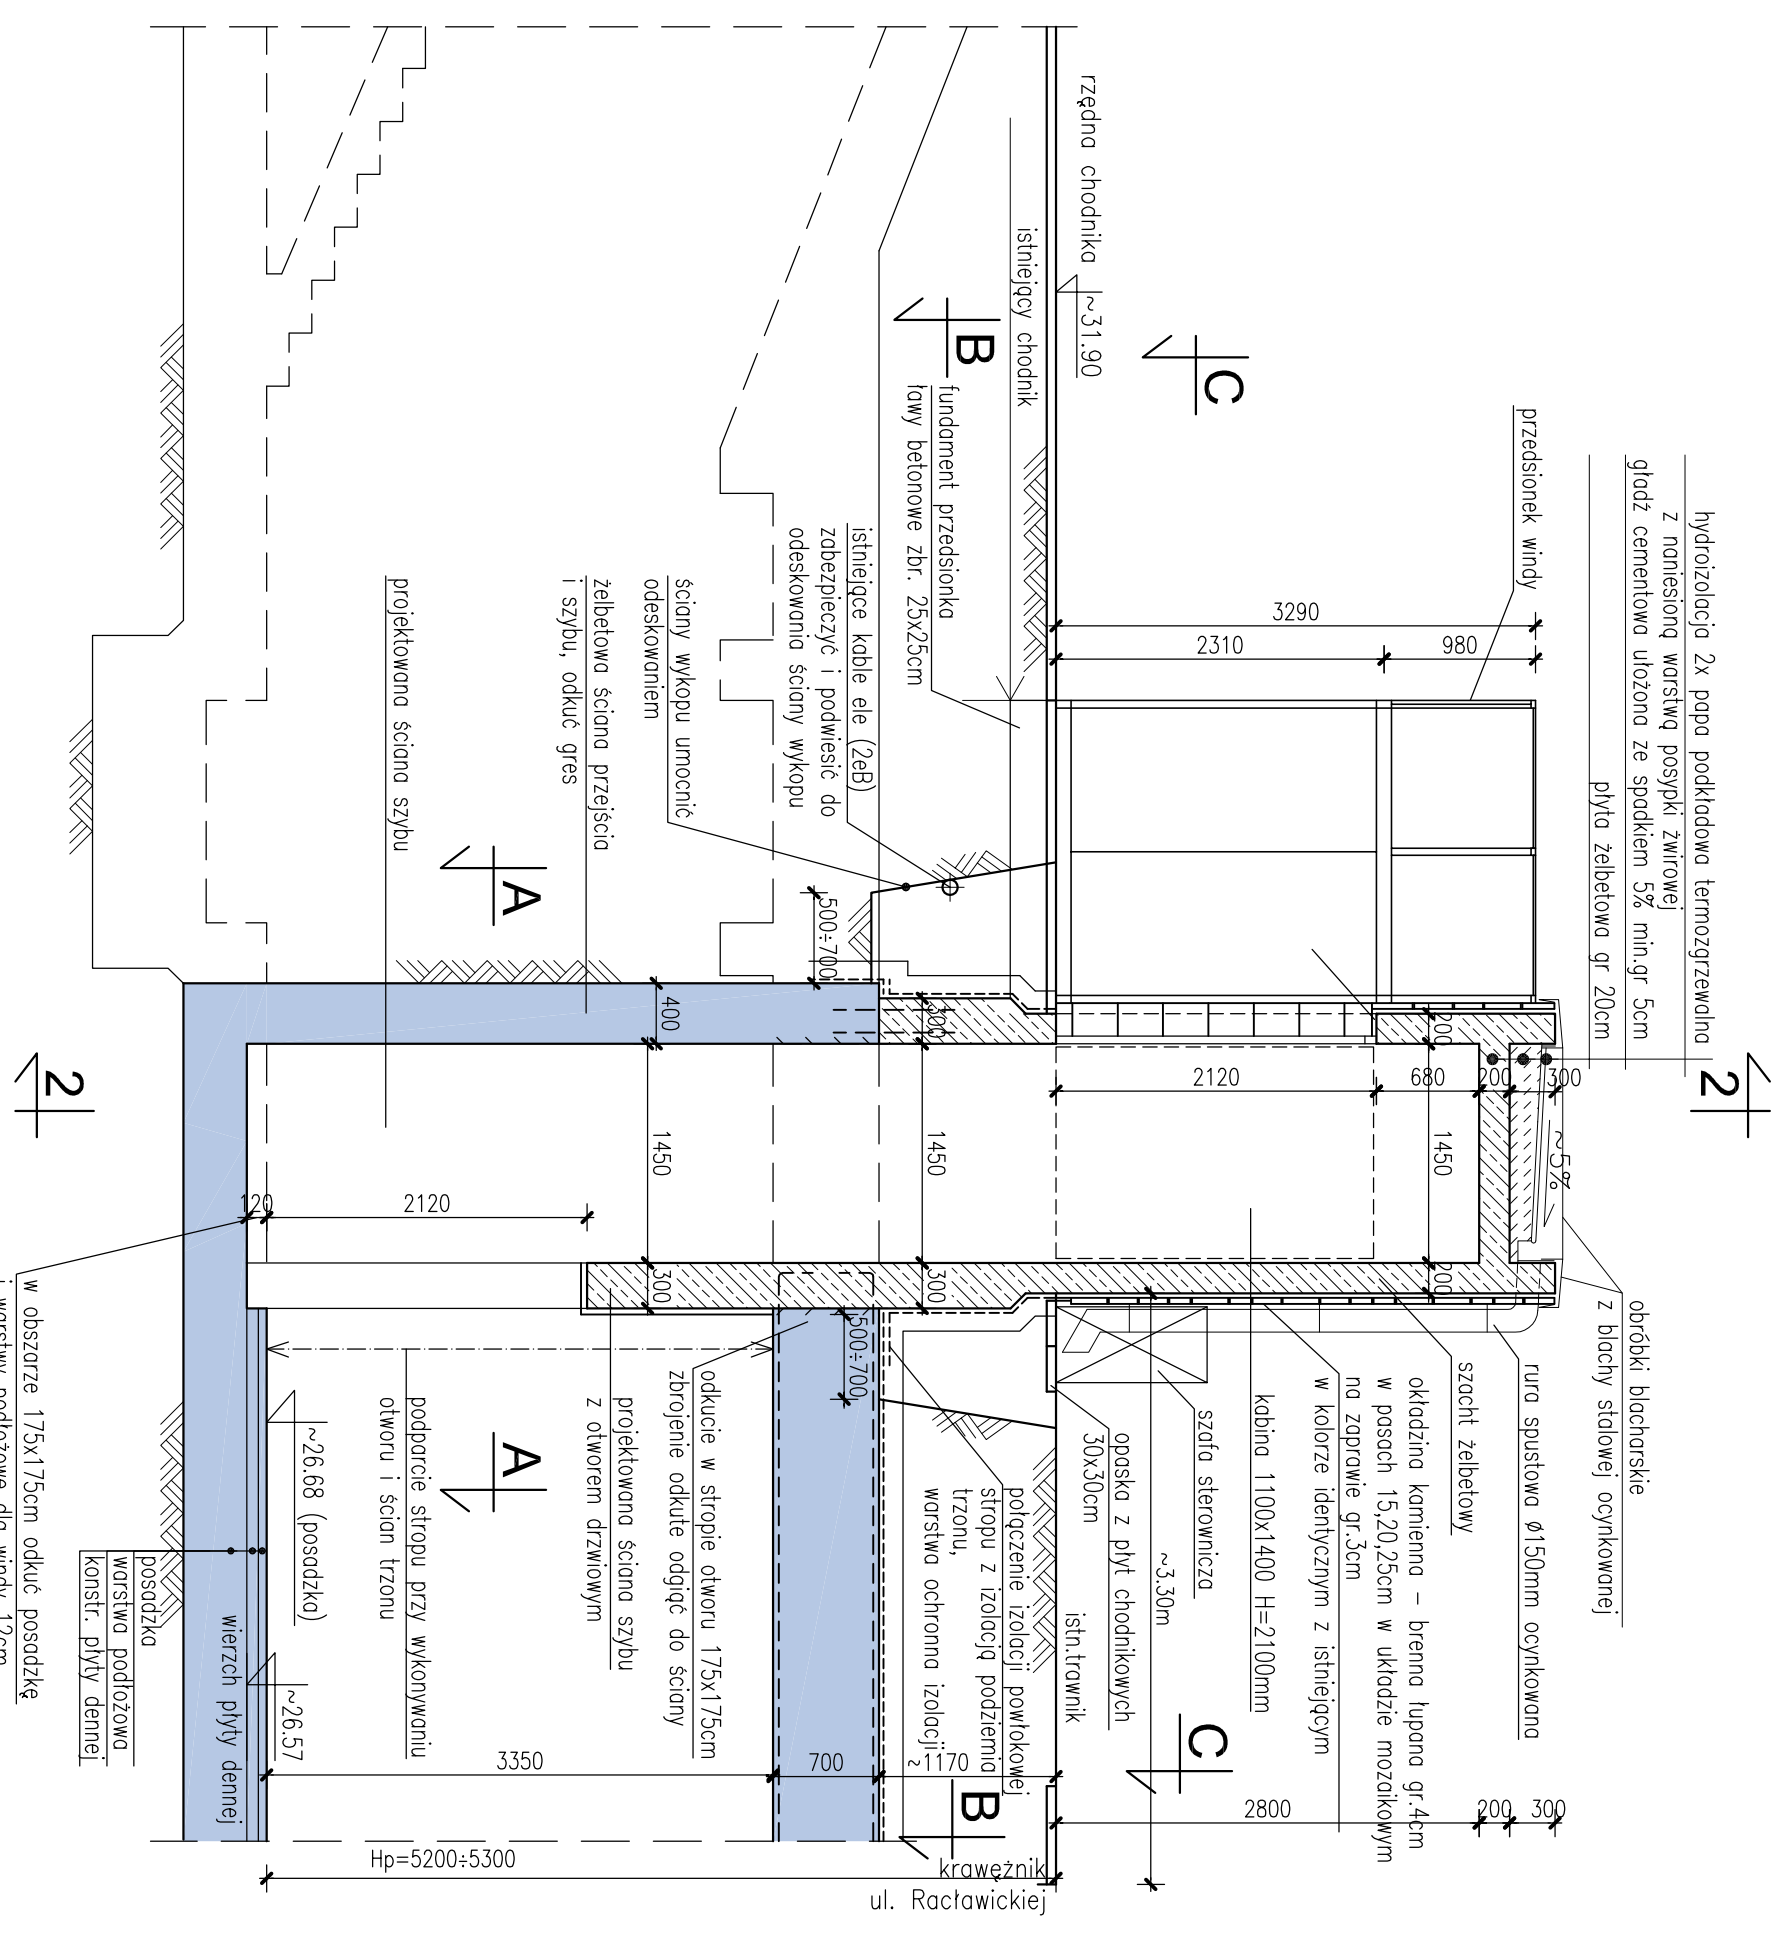 hydroizolacja 2x papa podkładowa termozgrzewalna
z naniesioną warstwą posypki żwirowej
gładź cementowa ułożona ze spadkiem 5% min.gr 5cm
płyta żelbetowa gr 20cm
przedsionek windy
rzędna chodnika
~31.90
istniejący chodnik
C
B
fundament przedsionka
ławy betonowe zbr. 25x25cm
istniejące kable ele (2eB)
zabezpieczyć i podwiesić do
odeskowania ściany wykopu
ściany wykopu umocnić
odeskowaniem
żelbetowa ściana przejścia
i szybu, odkuć gres
projektowana ściana szybu
A
3290
2310
980
500÷700
400
300
200
2
2
2120
680
200
300
1450
1450
1450
~5%
120
2120
300
300
200
500÷700
obróbki blacharskie
z blachy stalowej ocynkowanej
rura spustowa ø150mm ocynkowana
szacht żelbetowy
okładzina kamienna – brenna łupana gr.4cm
w pasach 15,20,25cm w układzie mozaikowym
na zaprawie gr.3cm
w kolorze identycznym z istniejącym
kabina 1100x1400 H=2100mm
szafa sterownicza
~3.30m
opaska z płyt chodnikowych
30x30cm
istn.trawnik
połączenie izolacji powłokowej
stropu z izolacją podziemia
trzonu,
warstwa ochronna izolacji
odkucie w stropie otworu 175x175cm
zbrojenie odkute odgiąć do ściany
projektowana ściana szybu
z otworem drzwiowym
podparcie stropu przy wykonywaniu
otworu i ścian trzonu
A
~26.68 (posadzka)
~26.57
wierzch płyty dennej
posadzka
warstwa podłożowa
konstr. płyty dennej
w obszarze 175x175cm odkuć posadzkę
i warstwy podłożowe dla windy 12cm
C
B
3350
700
~1170
2800
200
300
Hp=5200÷5300
krawężnik
ul. Racławickiej